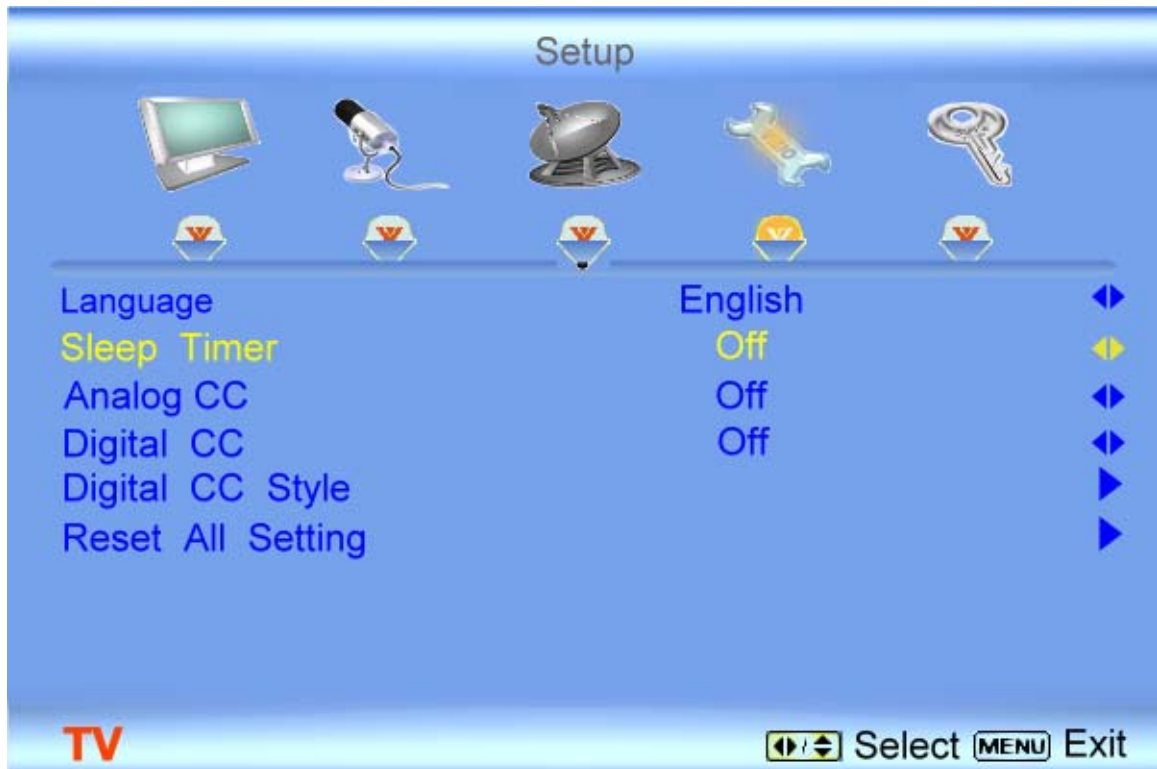 Setup
Language English
Sleep Timer Off
Analog CC Off
Digital CC Off
Digital CC Style
Reset All Setting
TV / Select MENU Exit